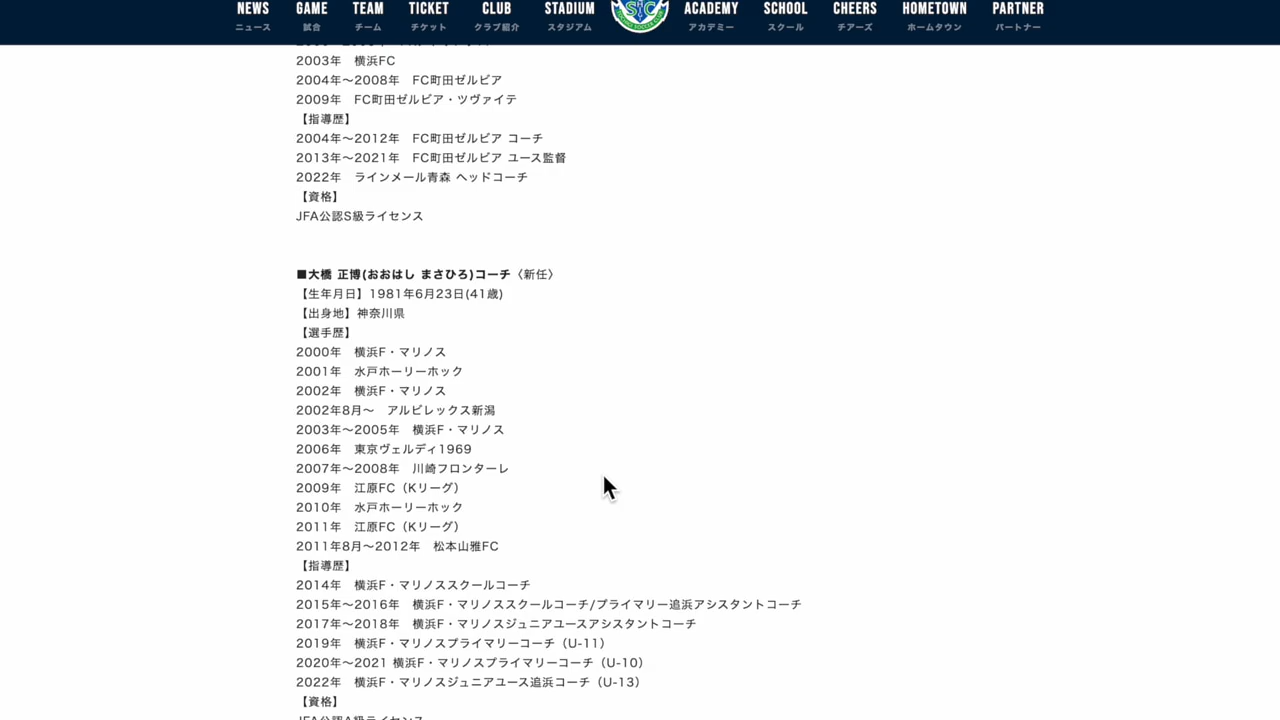 NEWS GAME TEAM TICKET CLUB STADIUM ACADEMY SCHOOL CHEERS HOMETOWN PARTNER
ニュース 試合 チーム チケット クラブ紹介 スタジアム アカデミー スクール チアーズ ホームタウン パートナー
2003年　横浜FC
2004年〜2008年　FC町田ゼルビア
2009年　FC町田ゼルビア・ツヴァイテ
【指導歴】
2004年〜2012年　FC町田ゼルビア コーチ
2013年〜2021年　FC町田ゼルビア ユース監督
2022年　ラインメール青森 ヘッドコーチ
【資格】
JFA公認S級ライセンス
■大橋 正博(おおはし まさひろ)コーチ〈新任〉
【生年月日】1981年6月23日(41歳)
【出身地】神奈川県
【選手歴】
2000年　横浜F・マリノス
2001年　水戸ホーリーホック
2002年　横浜F・マリノス
2002年8月〜　アルビレックス新潟
2003年〜2005年　横浜F・マリノス
2006年　東京ヴェルディ1969
2007年〜2008年　川崎フロンターレ
2009年　江原FC（Kリーグ）
2010年　水戸ホーリーホック
2011年　江原FC（Kリーグ）
2011年8月〜2012年　松本山雅FC
【指導歴】
2014年　横浜F・マリノススクールコーチ
2015年〜2016年　横浜F・マリノススクールコーチ/プライマリー追浜アシスタントコーチ
2017年〜2018年　横浜F・マリノスジュニアユースアシスタントコーチ
2019年　横浜F・マリノスプライマリーコーチ（U-11）
2020年〜2021 横浜F・マリノスプライマリーコーチ（U-10）
2022年　横浜F・マリノスジュニアユース追浜コーチ（U-13）
【資格】
JFA公認A級ライセンス